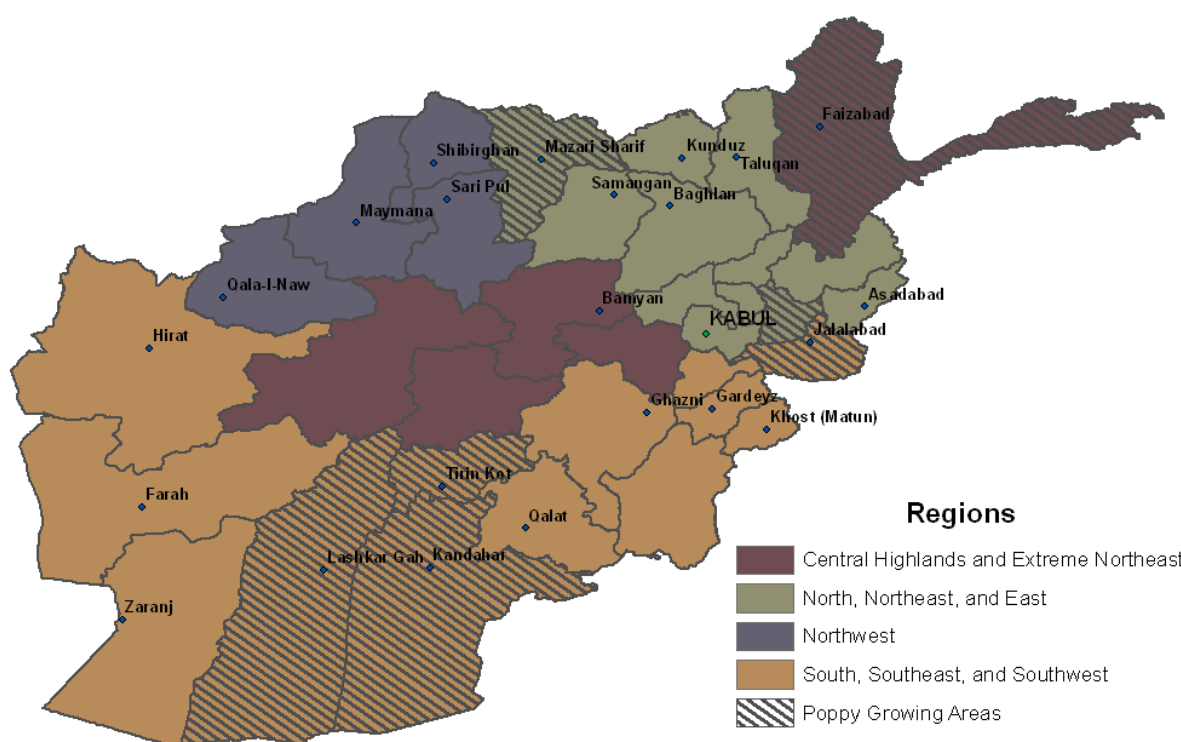 Faizabad
Shibirghan
Mazari Sharif
Kunduz
Taluqan
Sari Pul
Samangan
Baghlan
Maymana
Qala-I-Naw
Bamyan
Asadabad
KABUL
Jalalabad
Hirat
Ghazni
Gardeyz
Khost (Matun)
Tirin Kot
Farah
Qalat
Lashkar Gah
Kandahar
Zaranj
Regions
Central Highlands and Extreme Northeast
North, Northeast, and East
Northwest
South, Southeast, and Southwest
Poppy Growing Areas